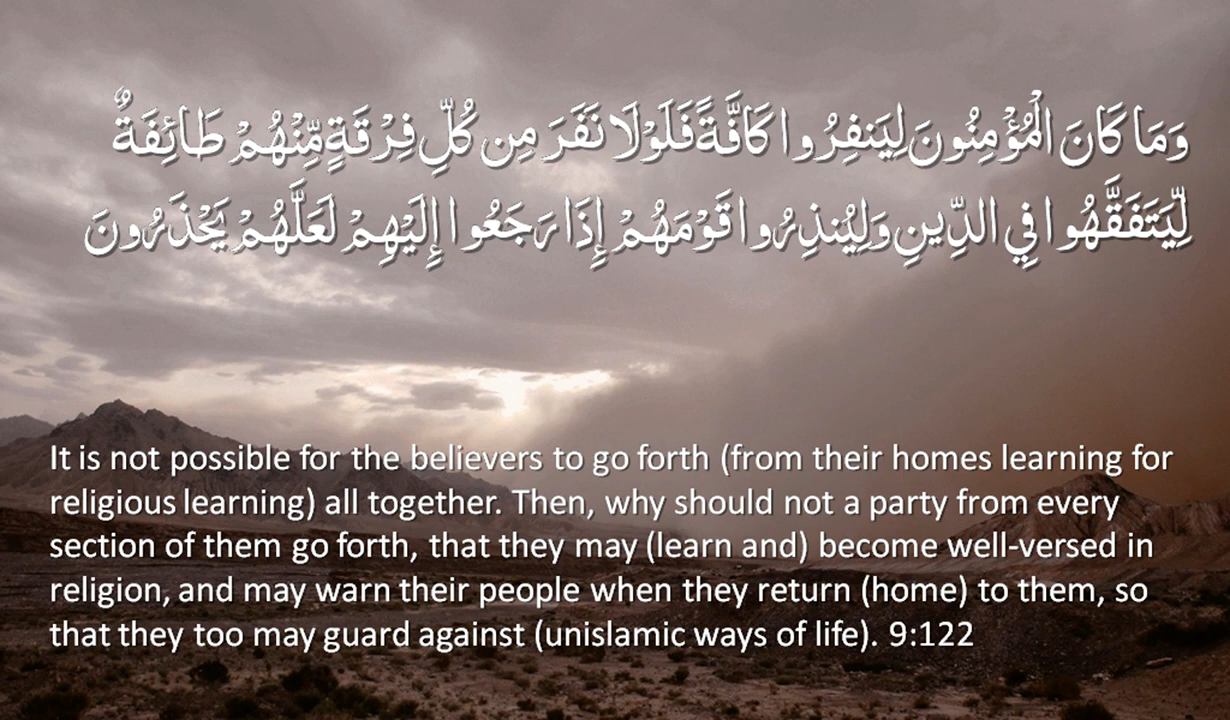 وَمَا كَانَ الْمُؤْمِنُونَ لِيَنفِرُوا كَافَّةً فَلَوْلَا نَفَرَ مِن كُلِّ فِرْقَةٍ مِّنْهُمْ طَائِفَةٌ
لِّيَتَفَقَّهُوا فِي الدِّينِ وَلِيُنذِرُوا قَوْمَهُمْ إِذَا رَجَعُوا إِلَيْهِمْ لَعَلَّهُمْ يَحْذَرُونَ
It is not possible for the believers to go forth (from their homes learning for
religious learning) all together. Then, why should not a party from every
section of them go forth, that they may (learn and) become well-versed in
religion, and may warn their people when they return (home) to them, so
that they too may guard against (unislamic ways of life). 9:122